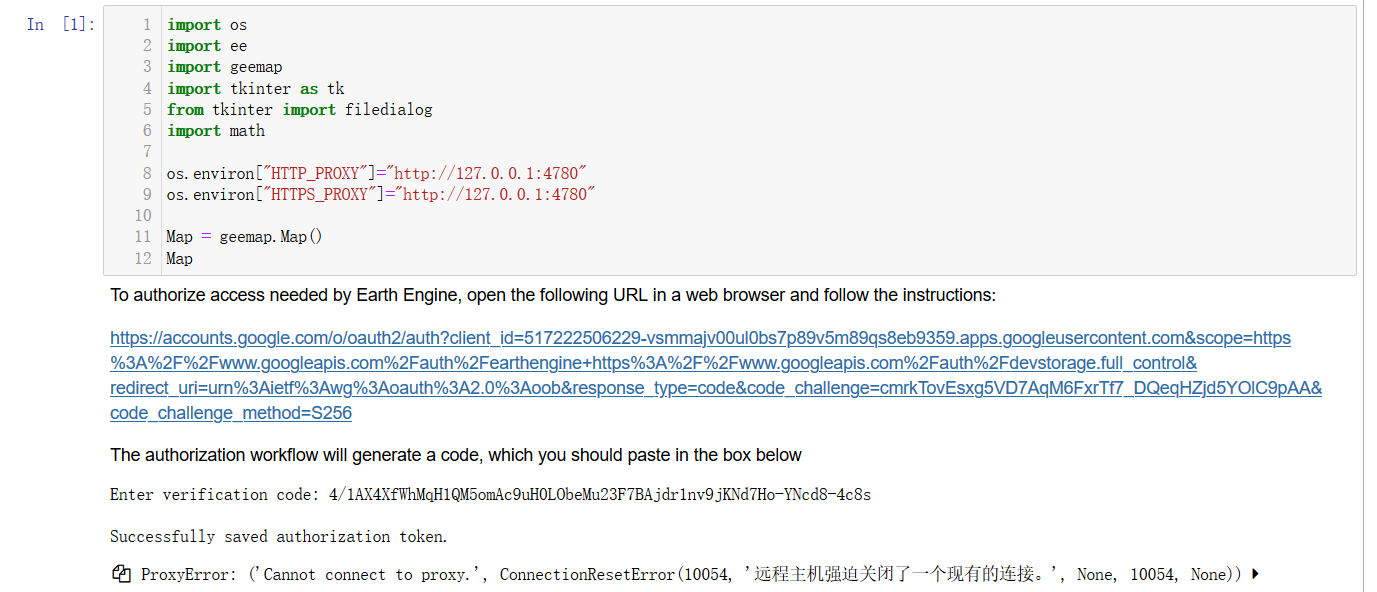 In [1]:
1 import os
2 import ee
3 import geemap
4 import tkinter as tk
5 from tkinter import filedialog
6 import math
7
8 os.environ["HTTP_PROXY"]="http://127.0.0.1:4780"
9 os.environ["HTTPS_PROXY"]="http://127.0.0.1:4780"
10
11 Map = geemap.Map()
12 Map
To authorize access needed by Earth Engine, open the following URL in a web browser and follow the instructions:
https://accounts.google.com/o/oauth2/auth?client_id=517222506229-vsmmajv00ul0bs7p89v5m89qs8eb9359.apps.googleusercontent.com&scope=https
%3A%2F%2Fwww.googleapis.com%2Fauth%2Fearthengine+https%3A%2F%2Fwww.googleapis.com%2Fauth%2Fdevstorage.full_control&
redirect_uri=urn%3Aietf%3Awg%3Aoauth%3A2.0%3Aoob&response_type=code&code_challenge=cmrkTovEsxg5VD7AqM6FxrTf7_DQeqHZjd5YOlC9pAA&
code_challenge_method=S256
The authorization workflow will generate a code, which you should paste in the box below
Enter verification code: 4/1AX4XfWhMqH1QM5omAc9uH0LObeMu23F7BAjdr1nv9jKNd7Ho-YNcd8-4c8s
Successfully saved authorization token.
ProxyError: ('Cannot connect to proxy.', ConnectionResetError(10054, '远程主机强迫关闭了一个现有的连接。', None, 10054, None))